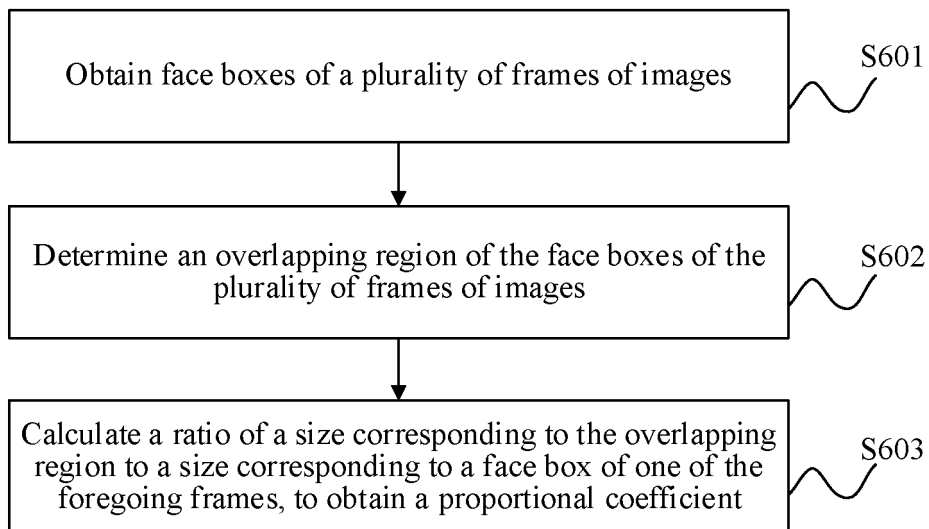 Obtain face boxes of a plurality of frames of images
S601
Determine an overlapping region of the face boxes of the
plurality of frames of images
S602
Calculate a ratio of a size corresponding to the overlapping
region to a size corresponding to a face box of one of the
foregoing frames, to obtain a proportional coefficient
S603